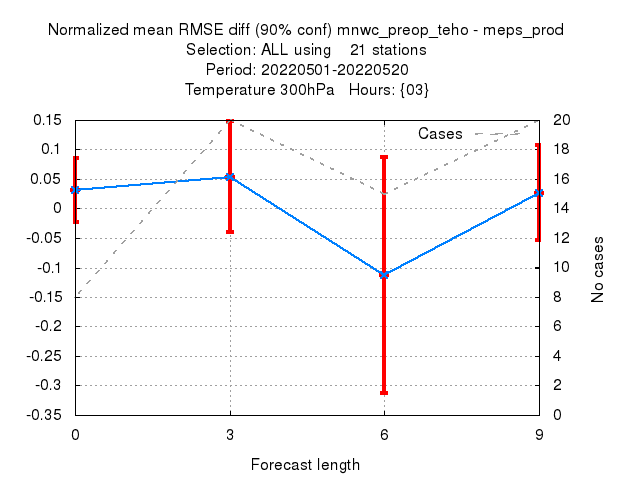 Normalized mean RMSE diff (90% conf) mnwc_preop_teho - meps_prod
Selection: ALL using 21 stations
Period: 20220501-20220520
Temperature 300hPa Hours: {03}
Cases
0.15
0.1
0.05
0
-0.05
-0.1
-0.15
-0.2
-0.25
-0.3
-0.35
20
18
16
14
12
10
8
6
4
2
0
No cases
0 3 6 9
Forecast length